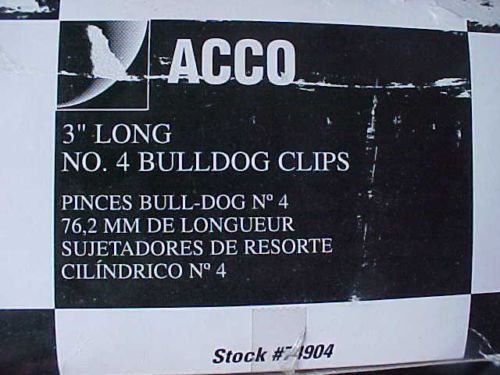 ACCO
3" LONG
NO. 4 BULLDOG CLIPS
PINCES BULL-DOG Nº 4
76,2 MM DE LONGUEUR
SUJETADORES DE RESORTE
CILÍNDRICO Nº 4
Stock #74904